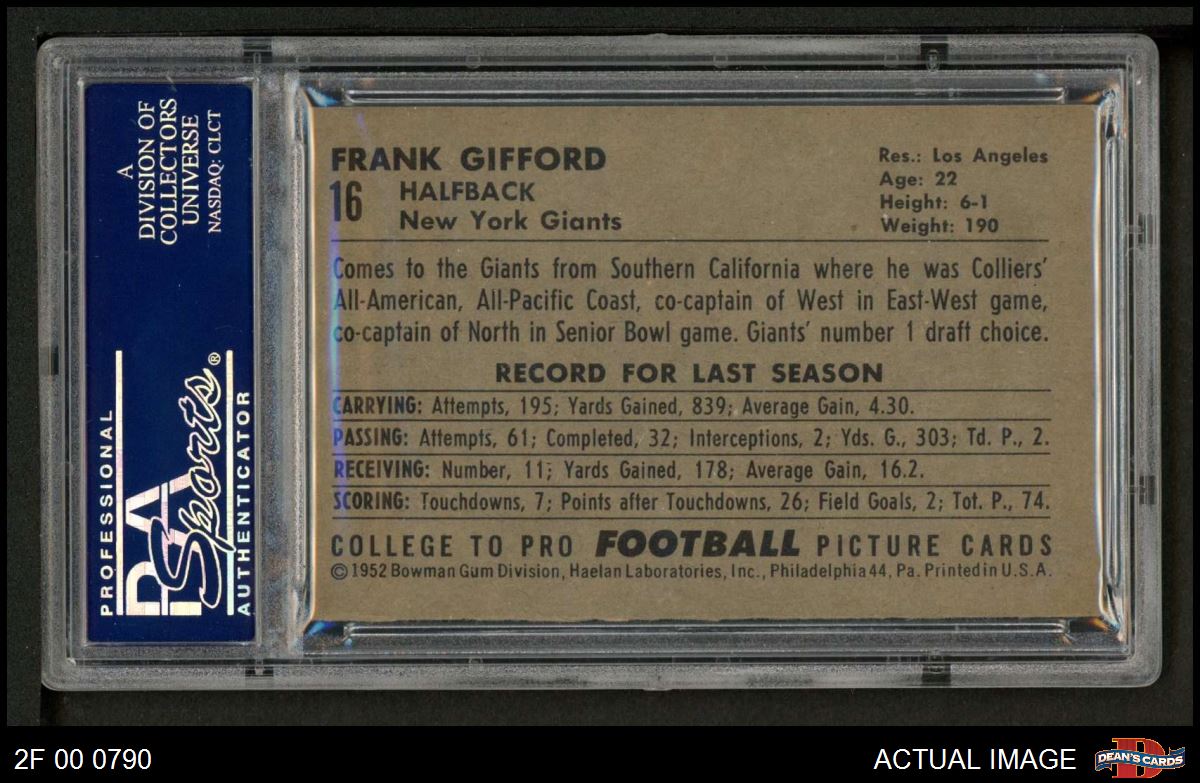 A
DIVISION OF
COLLECTORS
UNIVERSE
NASDAQ: CLCT
PROFESSIONAL
PSA
Sports®
AUTHENTICATOR
FRANK GIFFORD
16 HALFBACK
New York Giants
Res.: Los Angeles
Age: 22
Height: 6-1
Weight: 190
Comes to the Giants from Southern California where he was Colliers'
All-American, All-Pacific Coast, co-captain of West in East-West game,
co-captain of North in Senior Bowl game. Giants' number 1 draft choice.
RECORD FOR LAST SEASON
CARRYING: Attempts, 195; Yards Gained, 839; Average Gain, 4.30.
PASSING: Attempts, 61; Completed, 32; Interceptions, 2; Yds. G., 303; Td. P., 2.
RECEIVING: Number, 11; Yards Gained, 178; Average Gain, 16.2.
SCORING: Touchdowns, 7; Points after Touchdowns, 26; Field Goals, 2; Tot. P., 74.
COLLEGE TO PRO FOOTBALL PICTURE CARDS
© 1952 Bowman Gum Division, Haelan Laboratories, Inc., Philadelphia 44, Pa. Printed in U.S.A.
2F 00 0790
ACTUAL IMAGE
D
DEAN'S CARDS